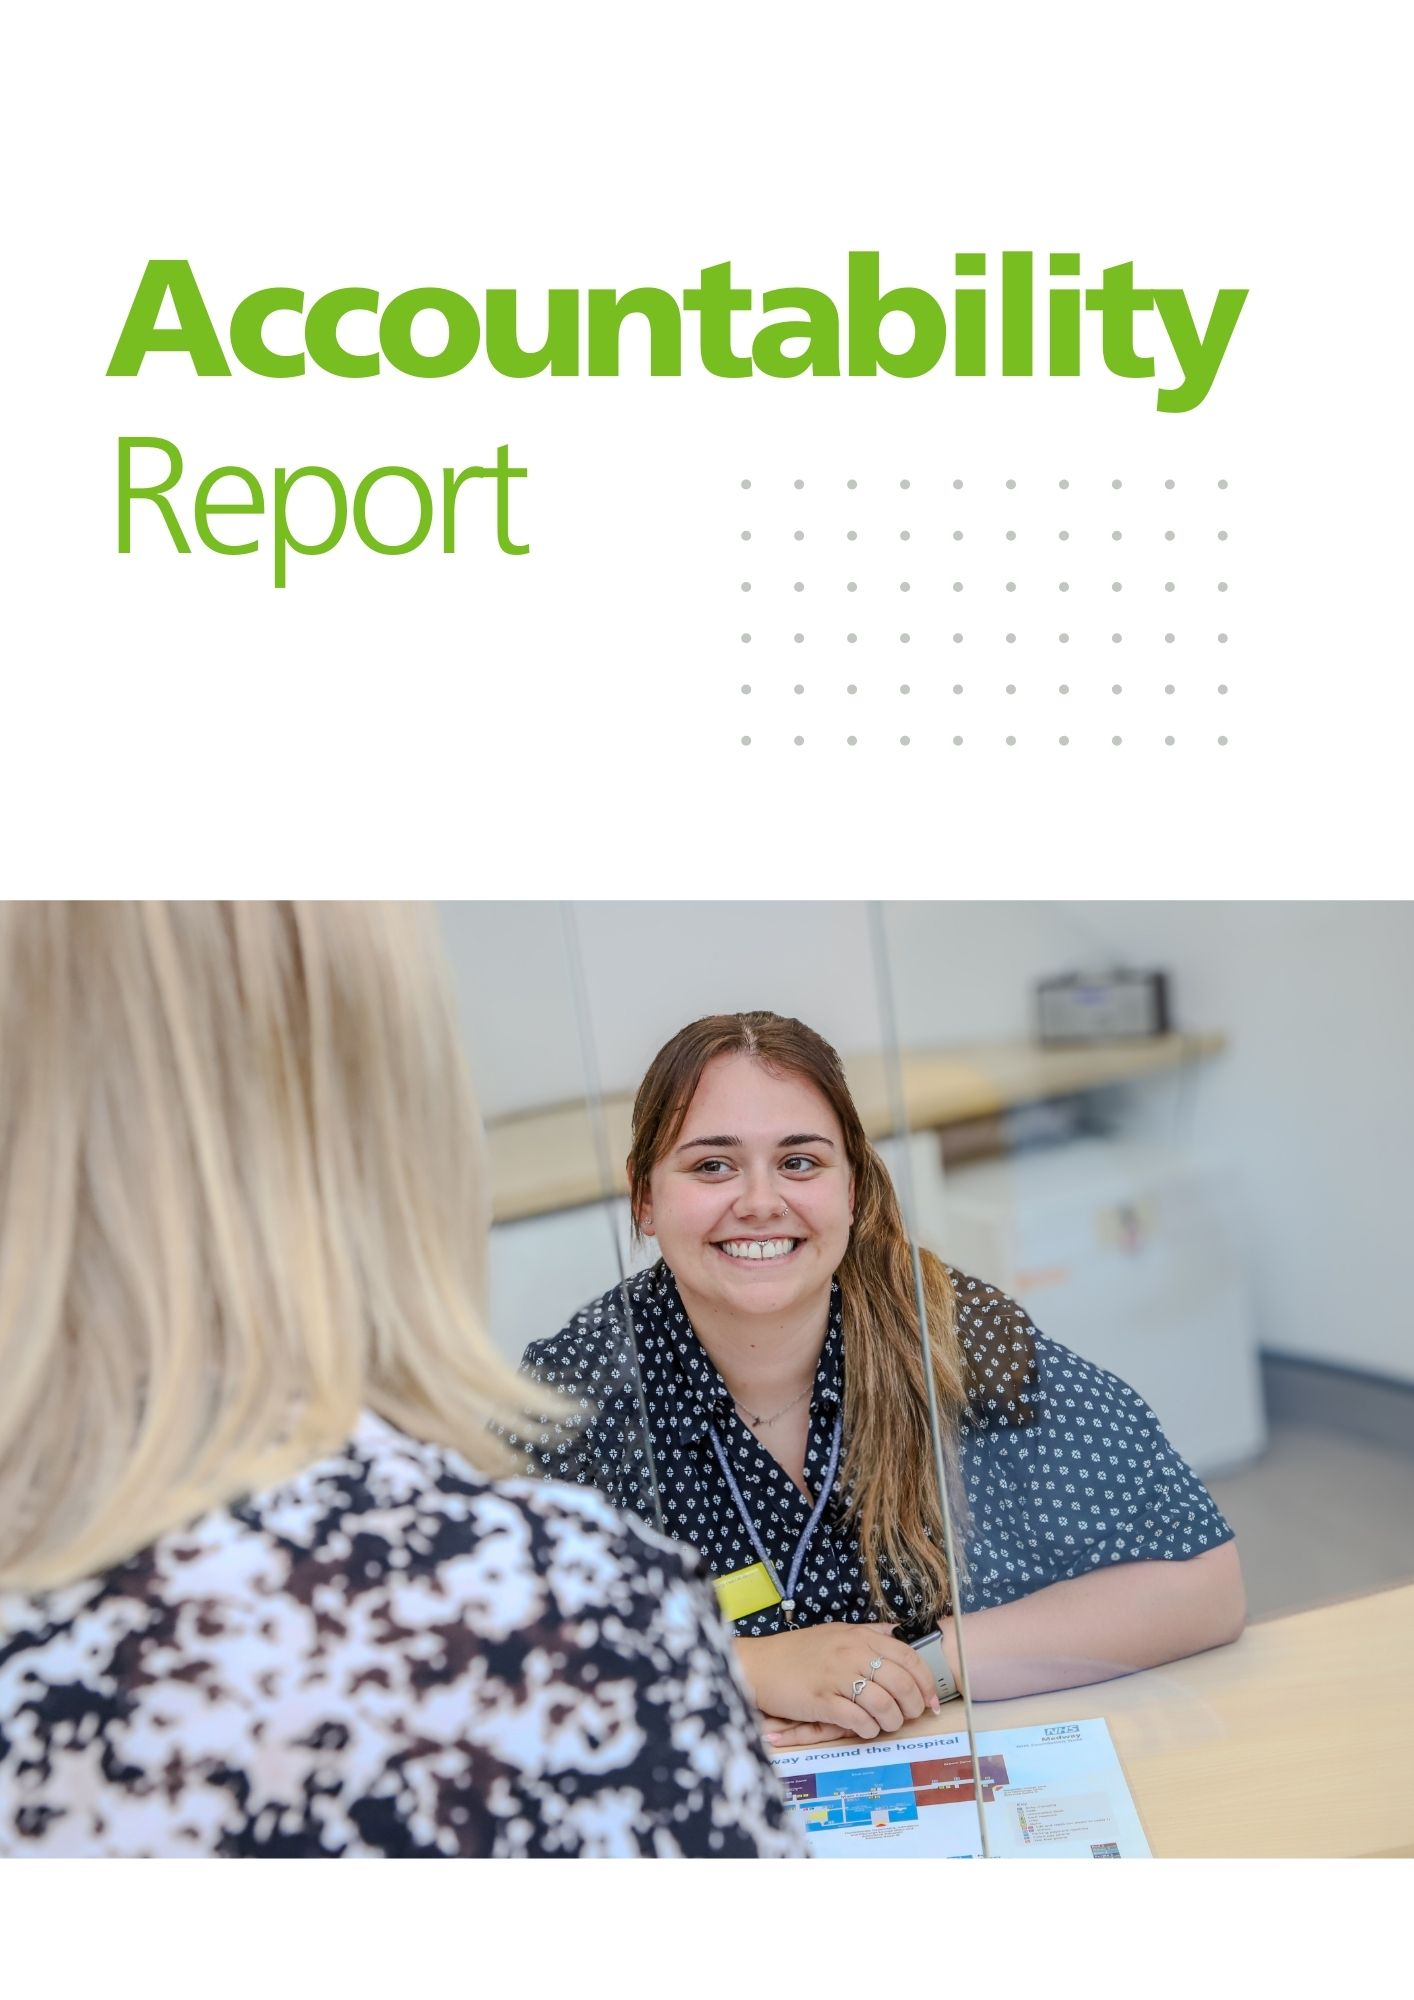 Accountability
Report
NHS
Medway
way around the hospital